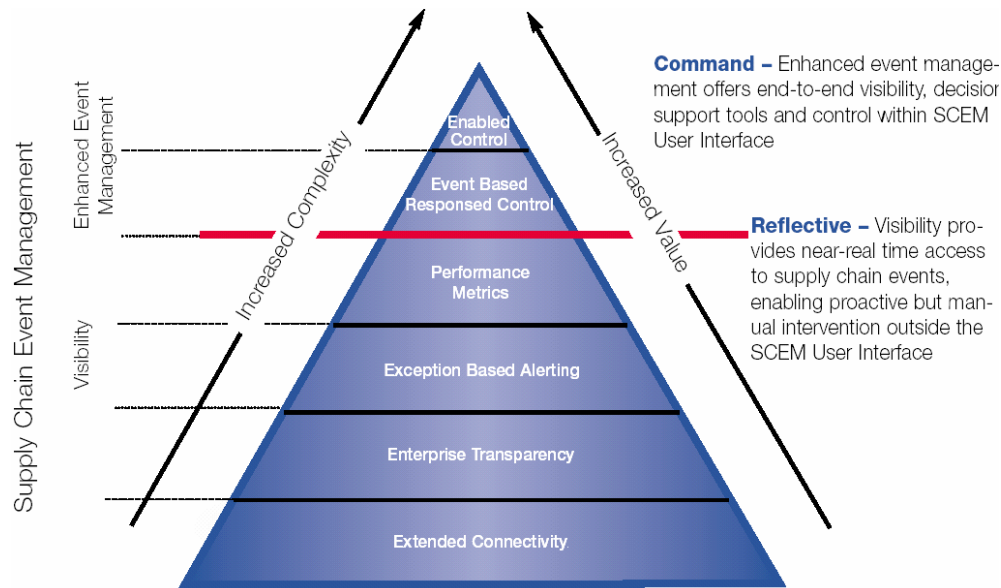 Supply Chain Event Management
Enhanced Event
Management
Visibility
Increased Complexity
Increased Value
Enabled
Control
Event Based
Responsed Control
Performance
Metrics
Exception Based Alerting
Enterprise Transparency
Extended Connectivity
Command – Enhanced event manage-
ment offers end-to-end visibility, decision
support tools and control within SCEM
User Interface
Reflective – Visibility pro-
vides near-real time access
to supply chain events,
enabling proactive but man-
ual intervention outside the
SCEM User Interface